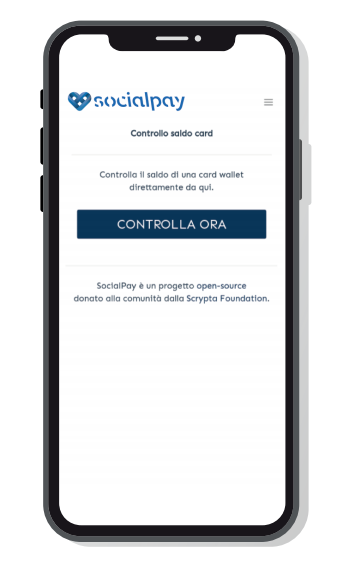 socialpay
Controllo saldo card
Controlla il saldo di una card wallet
direttamente da qui.
CONTROLLA ORA
SocialPay è un progetto open-source
donato alla comunità dalla Scrypta Foundation.